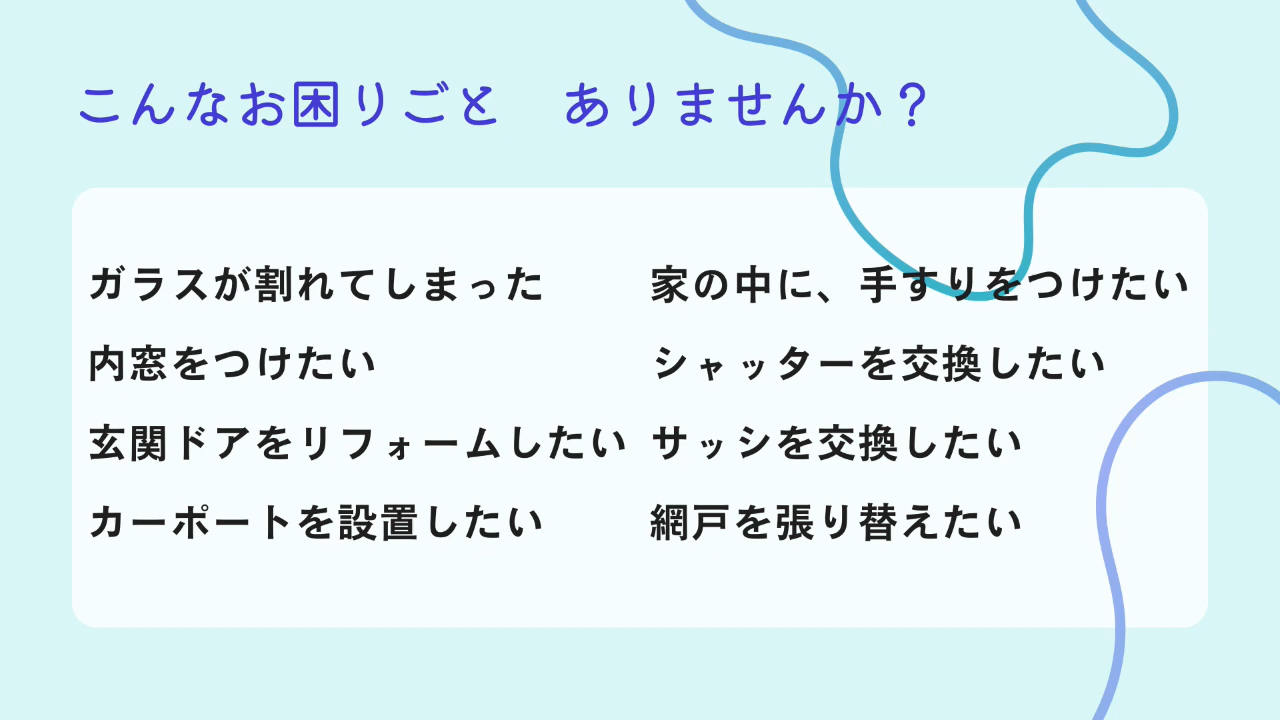 こんなお困りごと　ありませんか？
ガラスが割れてしまった
内窓をつけたい
玄関ドアをリフォームしたい
カーポートを設置したい
家の中に、手すりをつけたい
シャッターを交換したい
サッシを交換したい
網戸を張り替えたい